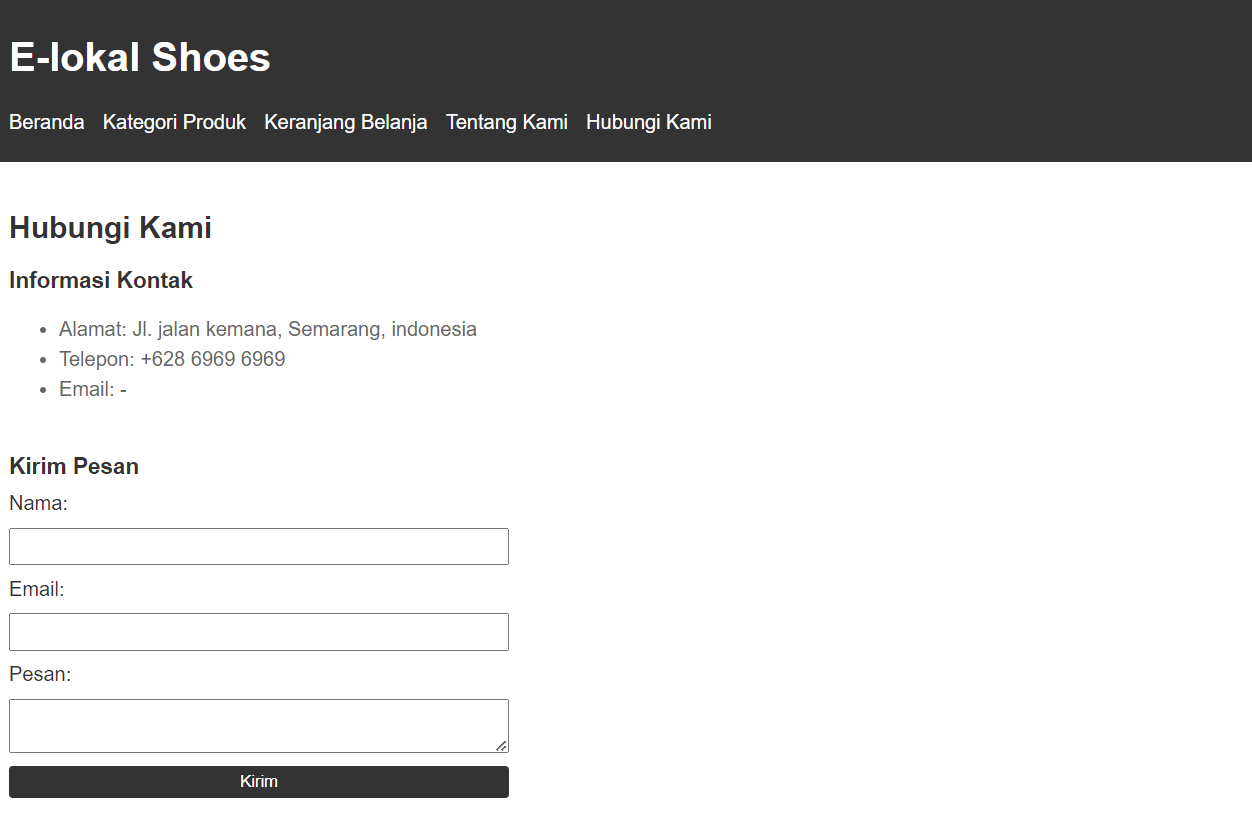 E-lokal Shoes
Beranda Kategori Produk Keranjang Belanja Tentang Kami Hubungi Kami
Hubungi Kami
Informasi Kontak
• Alamat: Jl. jalan kemana, Semarang, indonesia
• Telepon: +628 6969 6969
• Email: -
Kirim Pesan
Nama:
Email:
Pesan:
Kirim